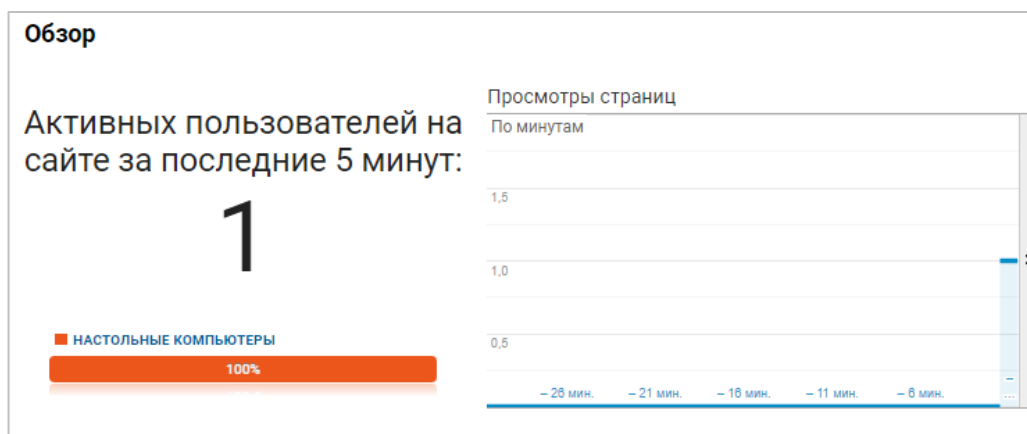 Обзор
Активных пользователей на
сайте за последние 5 минут:
1
НАСТОЛЬНЫЕ КОМПЬЮТЕРЫ
100%
Просмотры страниц
По минутам
1,5
1,0
0,5
– 26 мин.
– 21 мин.
– 16 мин.
– 11 мин.
– 6 мин.
– ...